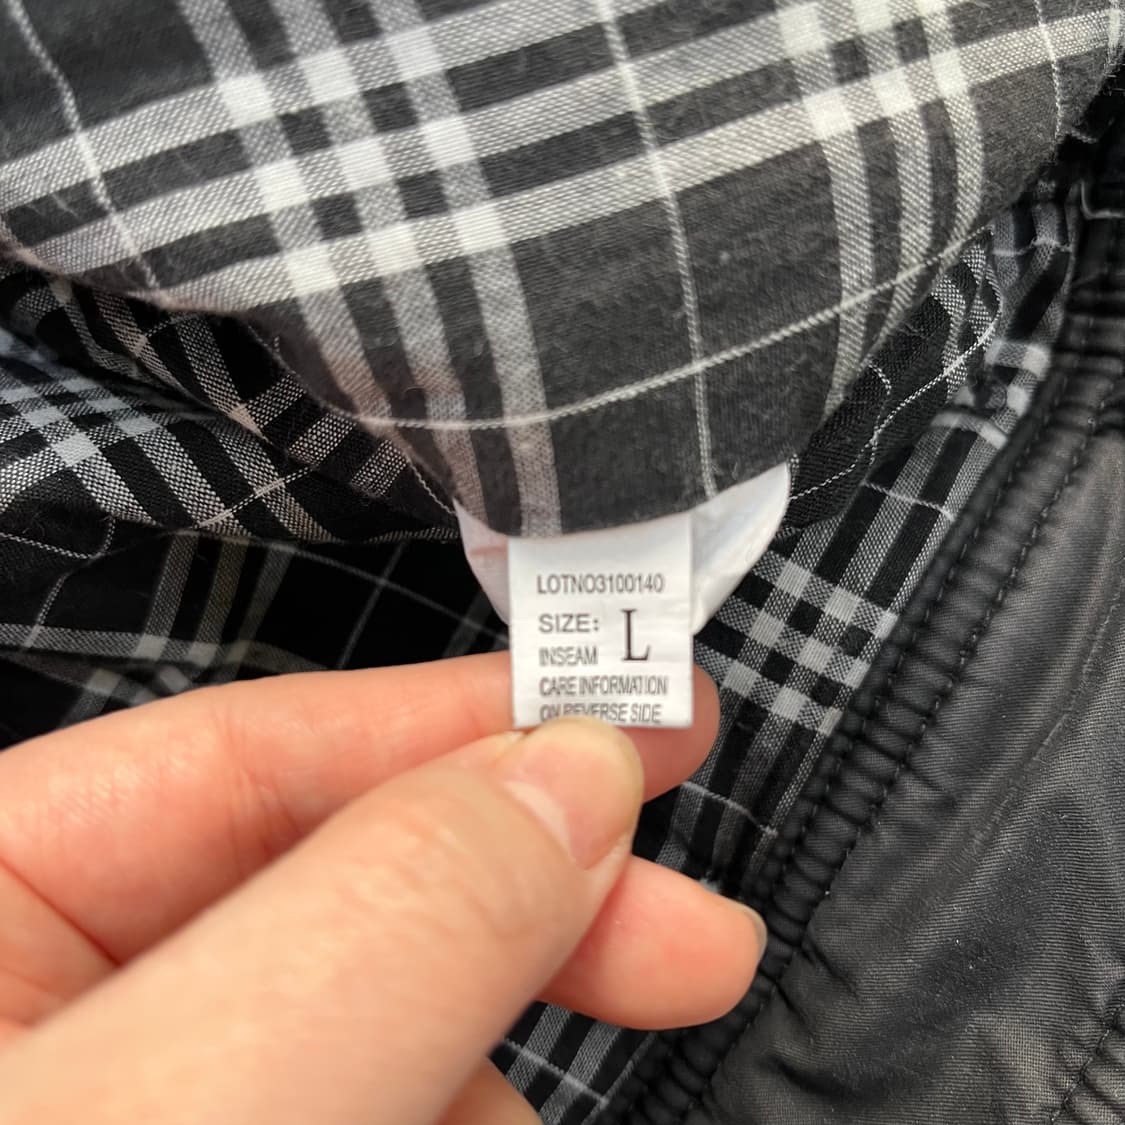 LOTNO3100140
SIZE: L
INSEAM
CARE INFORMATION
ON REVERSE SIDE